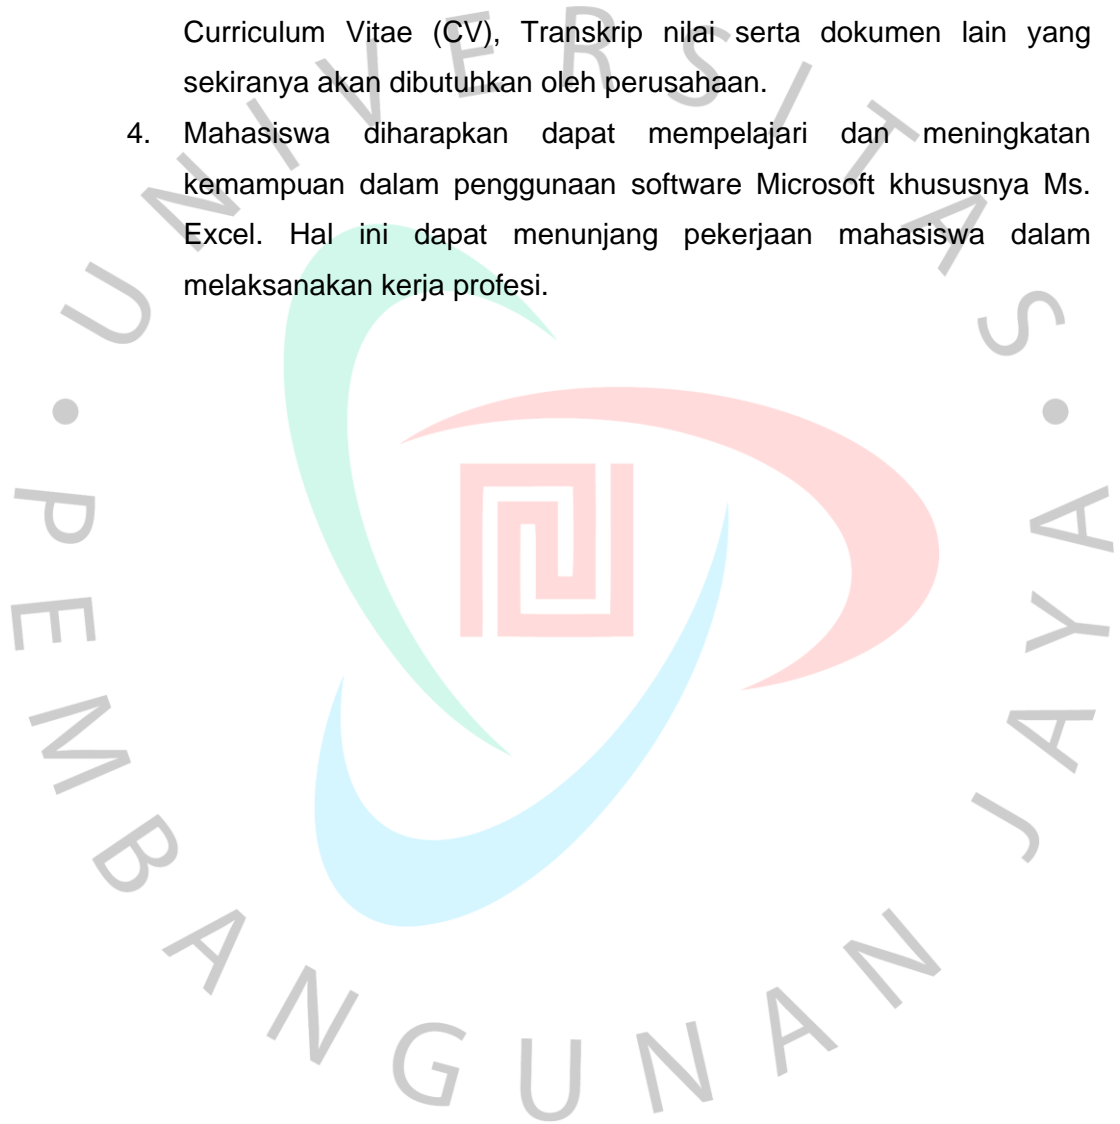 Curriculum Vitae (CV), Transkrip nilai serta dokumen lain yang
sekiranya akan dibutuhkan oleh perusahaan.
4. Mahasiswa diharapkan dapat mempelajari dan meningkatan
kemampuan dalam penggunaan software Microsoft khususnya Ms.
Excel. Hal ini dapat menunjang pekerjaan mahasiswa dalam
melaksanakan kerja profesi.
UNIVERSITAS • PEMBANGUNAN JAYA •